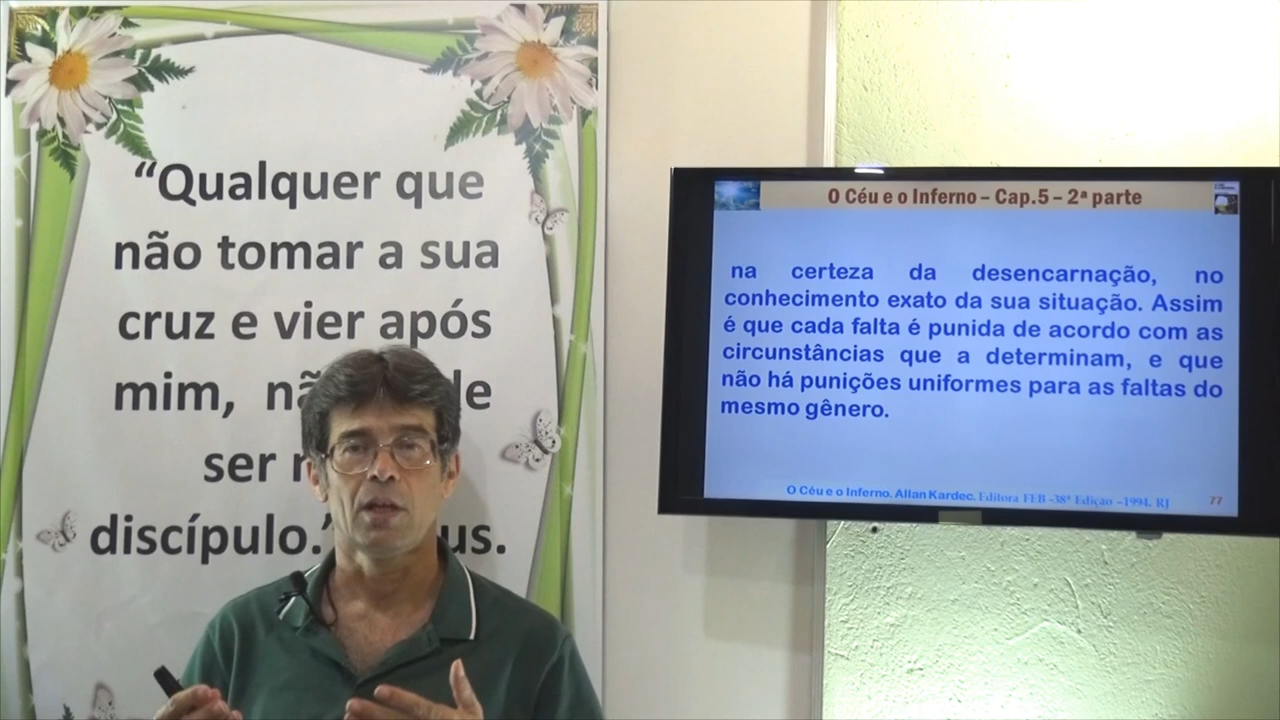 “Qualquer que
não tomar a sua
cruz e vier após
mim,
ser
discípulo.”
O Céu e o Inferno – Cap.5 – 2ª parte
na certeza da desencarnação, no
conhecimento exato da sua situação. Assim
é que cada falta é punida de acordo com as
circunstâncias que a determinam, e que
não há punições uniformes para as faltas do
mesmo gênero.
O Céu e o Inferno. Allan Kardec. Editora FEB -38ª Edição –1994. RJ
77